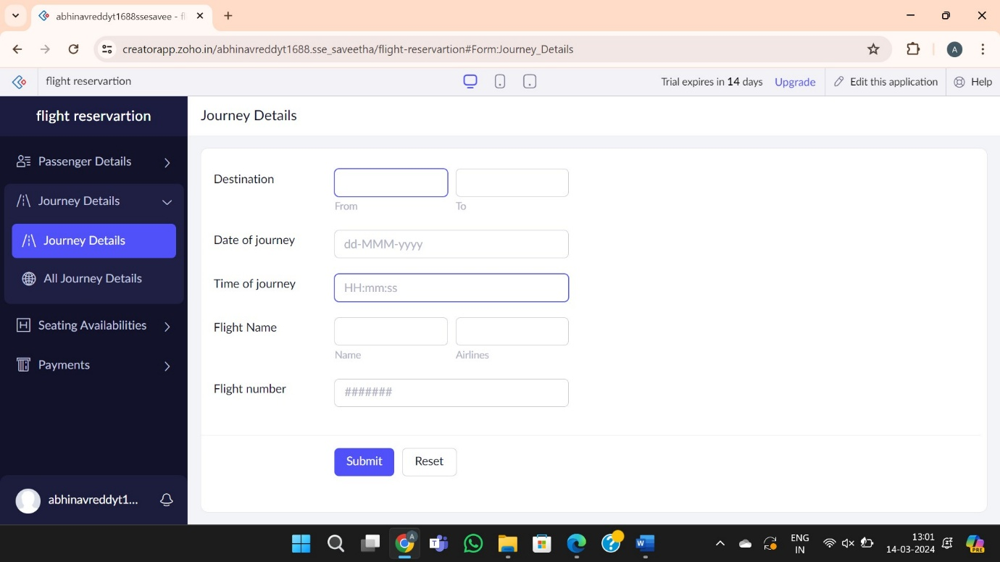 abhinavreddyt1688ssesavee - fl
creatorapp.zoho.in/abhinavreddyt1688.sse_saveetha/flight-reservartion#Form:Journey_Details
A
flight reservartion
Trial expires in 14 days
Upgrade
Edit this application
Help
flight reservartion
Passenger Details
Journey Details
Journey Details
All Journey Details
Seating Availabilities
Payments
abhinavreddyt1...
Journey Details
Destination
From
To
Date of journey
dd-MMM-yyyy
Time of journey
HH:mm:ss
Flight Name
Name
Airlines
Flight number
#######
Submit
Reset
A
T
?
W
ENG
IN
13:01
14-03-2024
PRE